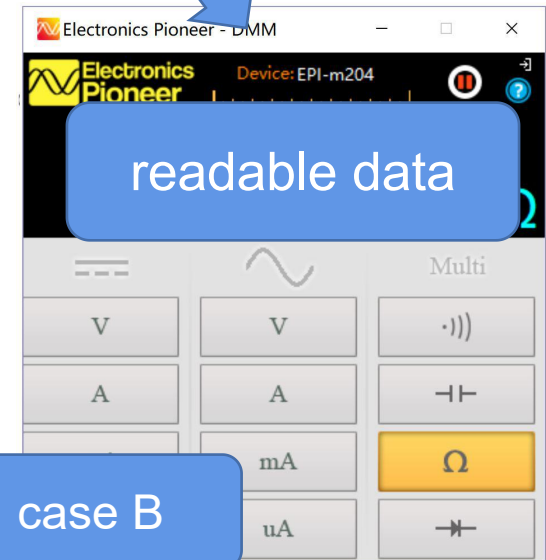 Electronics Pioneer - DMM
Electronics
Pioneer
Device: EPI-m204
readable data
Ω
Multi
V V
A A
mA Ω
case B
uA